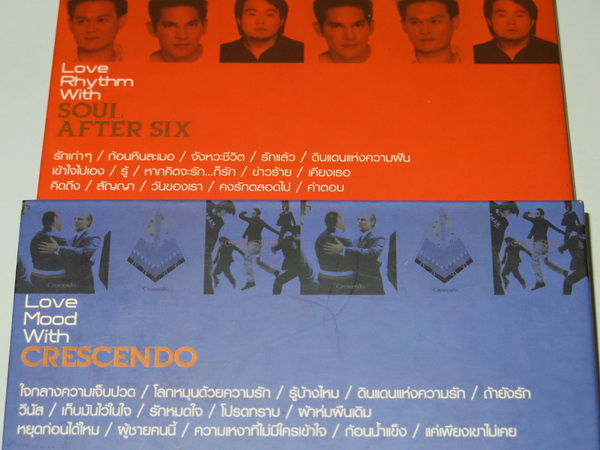 Love
Rhythm
With
SOUL
AFTER SIX
รักเก่าๆ / ก้อนหินละเมอ / จังหวะชีวิต / รักแล้ว / ดินแดนแห่งความฝัน
เข้าใจไปเอง / รู้ / หากคิดจะรัก...ก็รัก / ข่าวร้าย / เคียงเธอ
คิดถึง / สัญญา / วันของเรา / คงรักตลอดไป / คำตอบ
Crescendo
Crescendo
Love
Mood
With
CRESCENDO
ใจกลางความเจ็บปวด / โลกหมุนด้วยความรัก / รู้บ้างไหม / ดินแดนแห่งความรัก / ถ้ายังรัก
วีนัส / เก็บมันไว้ในใจ / รักหมดใจ / โปรดทราบ / ผ้าห่มผืนเดิม
หยุดก่อนได้ไหม / ผู้ชายคนนี้ / ความเหงาที่ไม่มีใครเข้าใจ / ก้อนน้ำแข็ง / แค่เพียงเขาไม่เคย